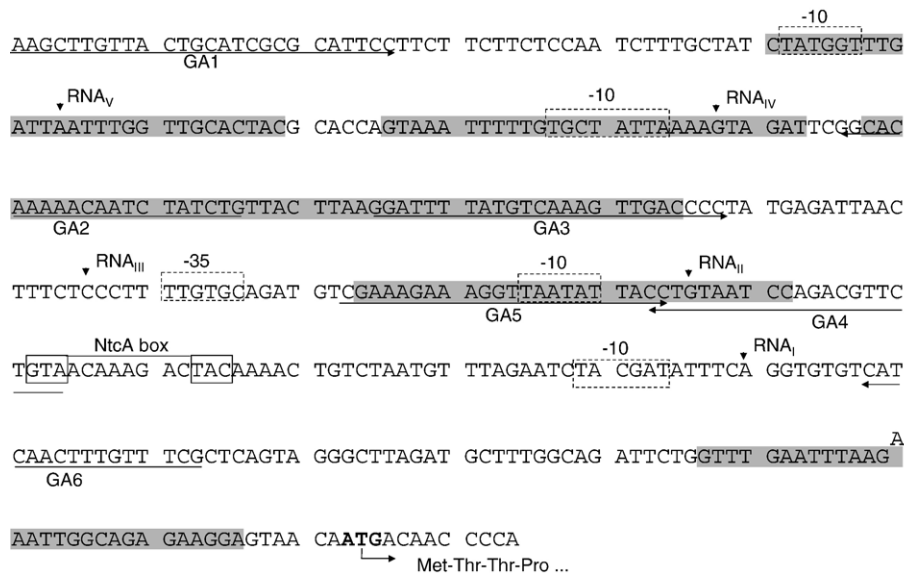 -10
AAGCTTGTTA CTGCATCGCG CATTCCTTCT TCTTCTCCAA TCTTTGCTAT CTATGGTTTG
GA1
RNAV -10 RNAIV
ATTAATTTGG TTGCACTACG CACCAGTAAA TTTTTGTGCT ATTAAAAGTA GATTCGGCAC
AAAAACAATC TATCTGTTAC TTAAGGATTT TATGTCAAAG TTGACCCCTA TGAGATTAAC
GA2 GA3
RNAIII -35 -10 RNAII
TTTCTCCCTT TTGTGCAGAT GTCGAAAGAA AGGTTAATAT TACCTGTAAT CCAGACGTTC
GA5 GA4
NtcA box -10 RNAI
TGTAACAAAG ACTACAAAAC TGTCTAATGT TTAGAATCTA CGATATTTCA GGTGTGTCAT
A
CAACTTTGTT TCGCTCAGTA GGGCTTAGAT GCTTTGGCAG ATTCTGGTTT GAATTTAAG
GA6
AATTGGCAGA GAAGGAGTAA CAATGACAAC CCCA
Met-Thr-Thr-Pro ...